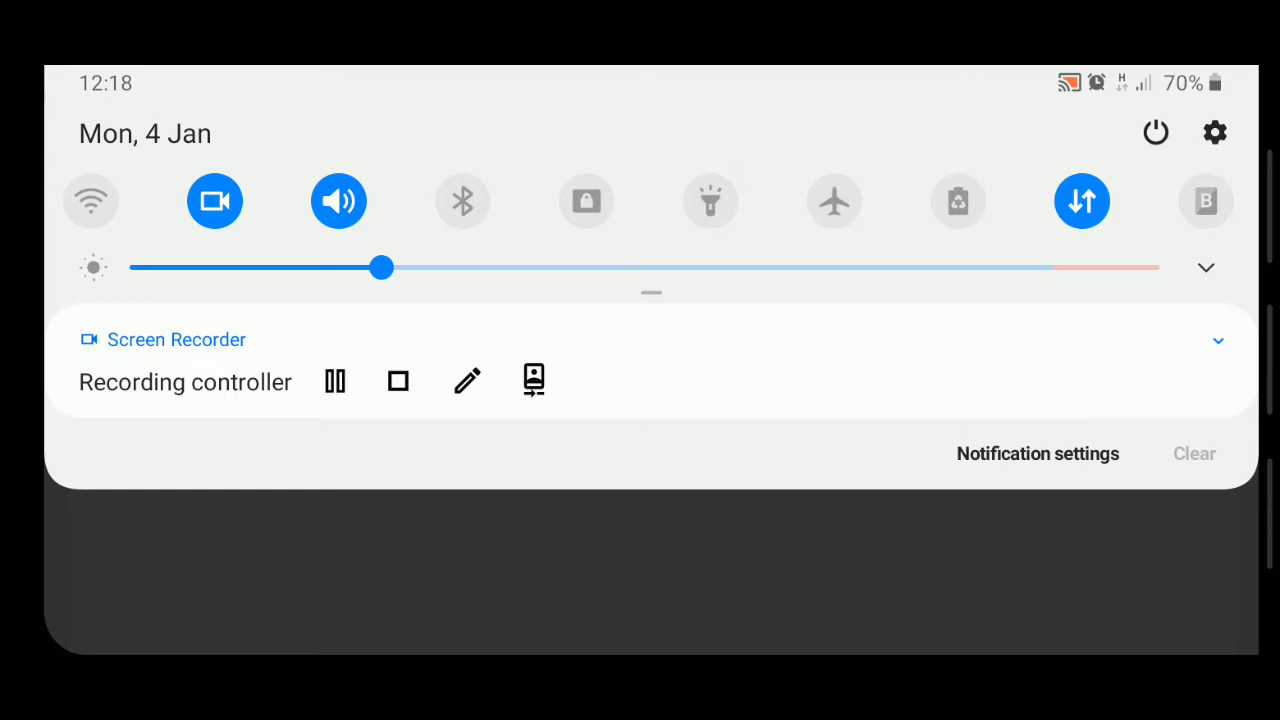 12:18
H
70%
Mon, 4 Jan
B
Screen Recorder
Recording controller
Notification settings
Clear